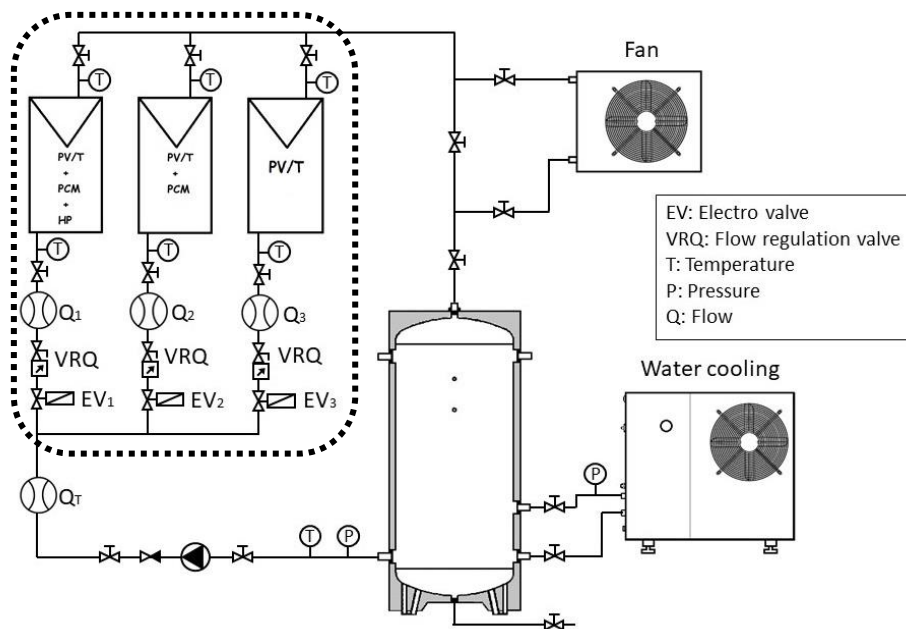 Fan
T
T
T
PV/T
+
PCM
+
HP
PV/T
+
PCM
PV/T
EV: Electro valve
VRQ: Flow regulation valve
T: Temperature
P: Pressure
Q: Flow
T
T
T
Q1
Q2
Q3
VRQ
VRQ
VRQ
EV1
EV2
EV3
Water cooling
P
QT
T
P